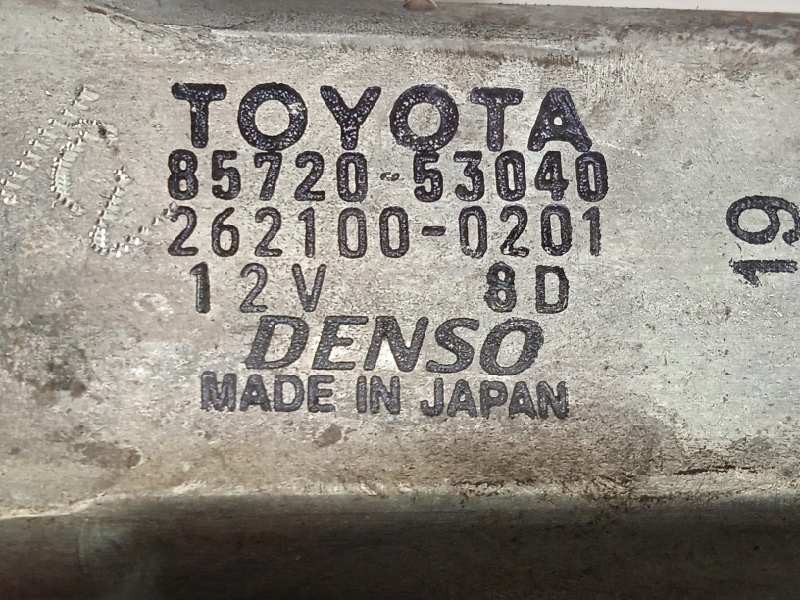 TOYOTA
85720-53040
262100-0201
12V 8D
DENSO
MADE IN JAPAN
19